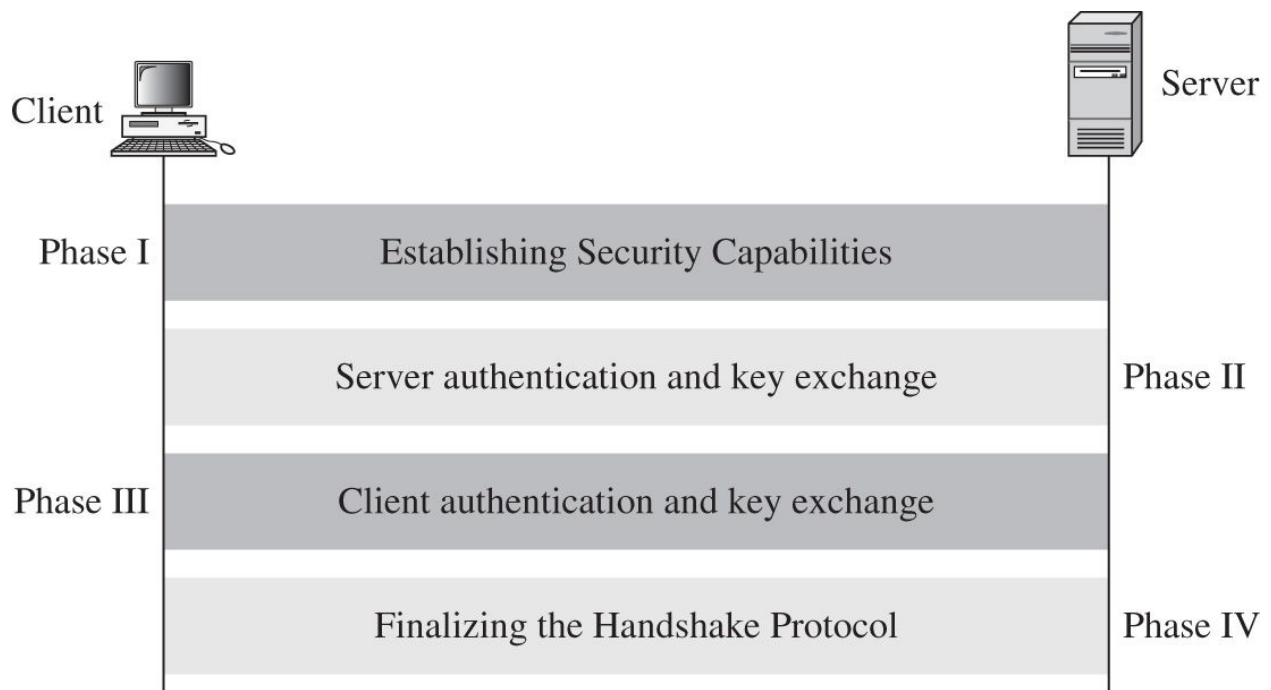 Client
Server
Phase I
Establishing Security Capabilities
Server authentication and key exchange
Phase II
Phase III
Client authentication and key exchange
Finalizing the Handshake Protocol
Phase IV